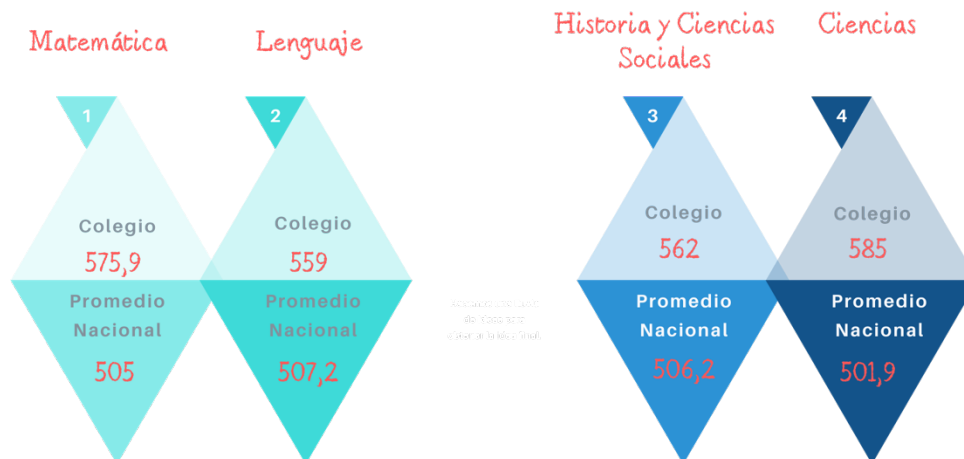 Matemática
1
Colegio
575,9
Promedio
Nacional
505
Lenguaje
2
Colegio
559
Promedio
Nacional
507,2
Historia y Ciencias
Sociales
3
Colegio
562
Promedio
Nacional
506,2
Ciencias
4
Colegio
585
Promedio
Nacional
501,9